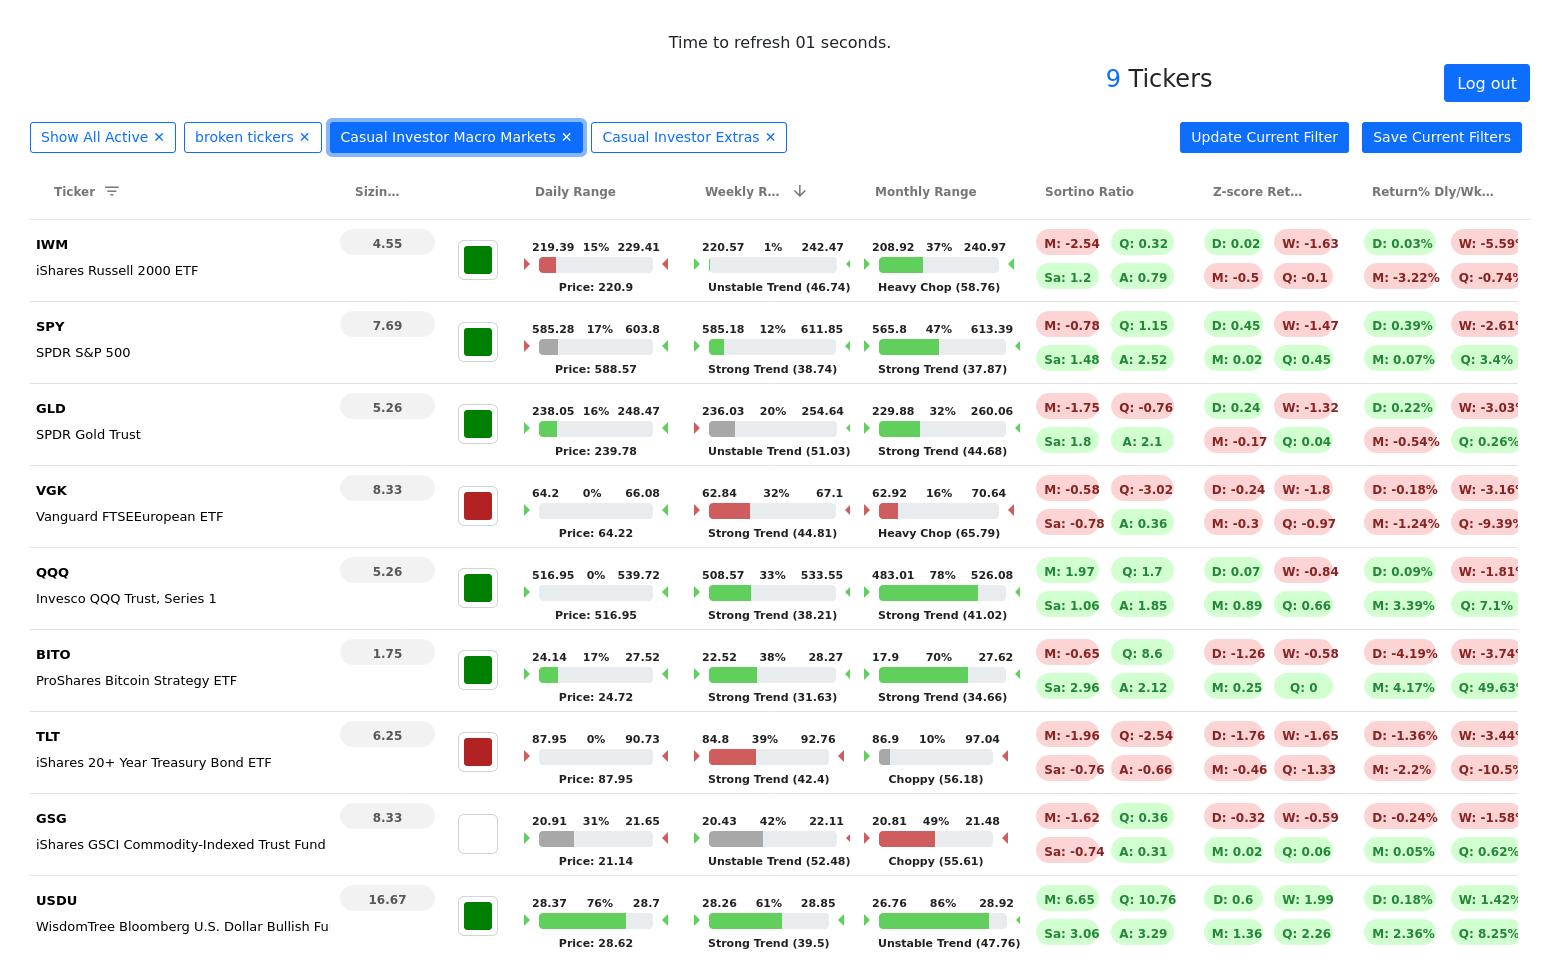 Time to refresh 01 seconds.
9 Tickers
Log out
Show All Active ✕ broken tickers ✕ Casual Investor Macro Markets ✕ Casual Investor Extras ✕ Update Current Filter Save Current Filters
Ticker Sizin... Daily Range Weekly R... Monthly Range Sortino Ratio Z-score Ret... Return% Dly/Wk...
IWM 4.55 219.39 15% 229.41 220.57 1% 242.47 208.92 37% 240.97 M: -2.54 Q: 0.32 D: 0.02 W: -1.63 D: 0.03% W: -5.59%
iShares Russell 2000 ETF Price: 220.9 Unstable Trend (46.74) Heavy Chop (58.76) Sa: 1.2 A: 0.79 M: -0.5 Q: -0.1 M: -3.22% Q: -0.74%
SPY 7.69 585.28 17% 603.8 585.18 12% 611.85 565.8 47% 613.39 M: -0.78 Q: 1.15 D: 0.45 W: -1.47 D: 0.39% W: -2.61%
SPDR S&P 500 Price: 588.57 Strong Trend (38.74) Strong Trend (37.87) Sa: 1.48 A: 2.52 M: 0.02 Q: 0.45 M: 0.07% Q: 3.4%
GLD 5.26 238.05 16% 248.47 236.03 20% 254.64 229.88 32% 260.06 M: -1.75 Q: -0.76 D: 0.24 W: -1.32 D: 0.22% W: -3.03%
SPDR Gold Trust Price: 239.78 Unstable Trend (51.03) Strong Trend (44.68) Sa: 1.8 A: 2.1 M: -0.17 Q: 0.04 M: -0.54% Q: 0.26%
VGK 8.33 64.2 0% 66.08 62.84 32% 67.1 62.92 16% 70.64 M: -0.58 Q: -3.02 D: -0.24 W: -1.8 D: -0.18% W: -3.16%
Vanguard FTSEEuropean ETF Price: 64.22 Strong Trend (44.81) Heavy Chop (65.79) Sa: -0.78 A: 0.36 M: -0.3 Q: -0.97 M: -1.24% Q: -9.39%
QQQ 5.26 516.95 0% 539.72 508.57 33% 533.55 483.01 78% 526.08 M: 1.97 Q: 1.7 D: 0.07 W: -0.84 D: 0.09% W: -1.81%
Invesco QQQ Trust, Series 1 Price: 516.95 Strong Trend (38.21) Strong Trend (41.02) Sa: 1.06 A: 1.85 M: 0.89 Q: 0.66 M: 3.39% Q: 7.1%
BITO 1.75 24.14 17% 27.52 22.52 38% 28.27 17.9 70% 27.62 M: -0.65 Q: 8.6 D: -1.26 W: -0.58 D: -4.19% W: -3.74%
ProShares Bitcoin Strategy ETF Price: 24.72 Strong Trend (31.63) Strong Trend (34.66) Sa: 2.96 A: 2.12 M: 0.25 Q: 0 M: 4.17% Q: 49.63%
TLT 6.25 87.95 0% 90.73 84.8 39% 92.76 86.9 10% 97.04 M: -1.96 Q: -2.54 D: -1.76 W: -1.65 D: -1.36% W: -3.44%
iShares 20+ Year Treasury Bond ETF Price: 87.95 Strong Trend (42.4) Choppy (56.18) Sa: -0.76 A: -0.66 M: -0.46 Q: -1.33 M: -2.2% Q: -10.5%
GSG 8.33 20.91 31% 21.65 20.43 42% 22.11 20.81 49% 21.48 M: -1.62 Q: 0.36 D: -0.32 W: -0.59 D: -0.24% W: -1.58%
iShares GSCI Commodity-Indexed Trust Fund Price: 21.14 Unstable Trend (52.48) Choppy (55.61) Sa: -0.74 A: 0.31 M: 0.02 Q: 0.06 M: 0.05% Q: 0.62%
USDU 16.67 28.37 76% 28.7 28.26 61% 28.85 26.76 86% 28.92 M: 6.65 Q: 10.76 D: 0.6 W: 1.99 D: 0.18% W: 1.42%
WisdomTree Bloomberg U.S. Dollar Bullish Fu Price: 28.62 Strong Trend (39.5) Unstable Trend (47.76) Sa: 3.06 A: 3.29 M: 1.36 Q: 2.26 M: 2.36% Q: 8.25%